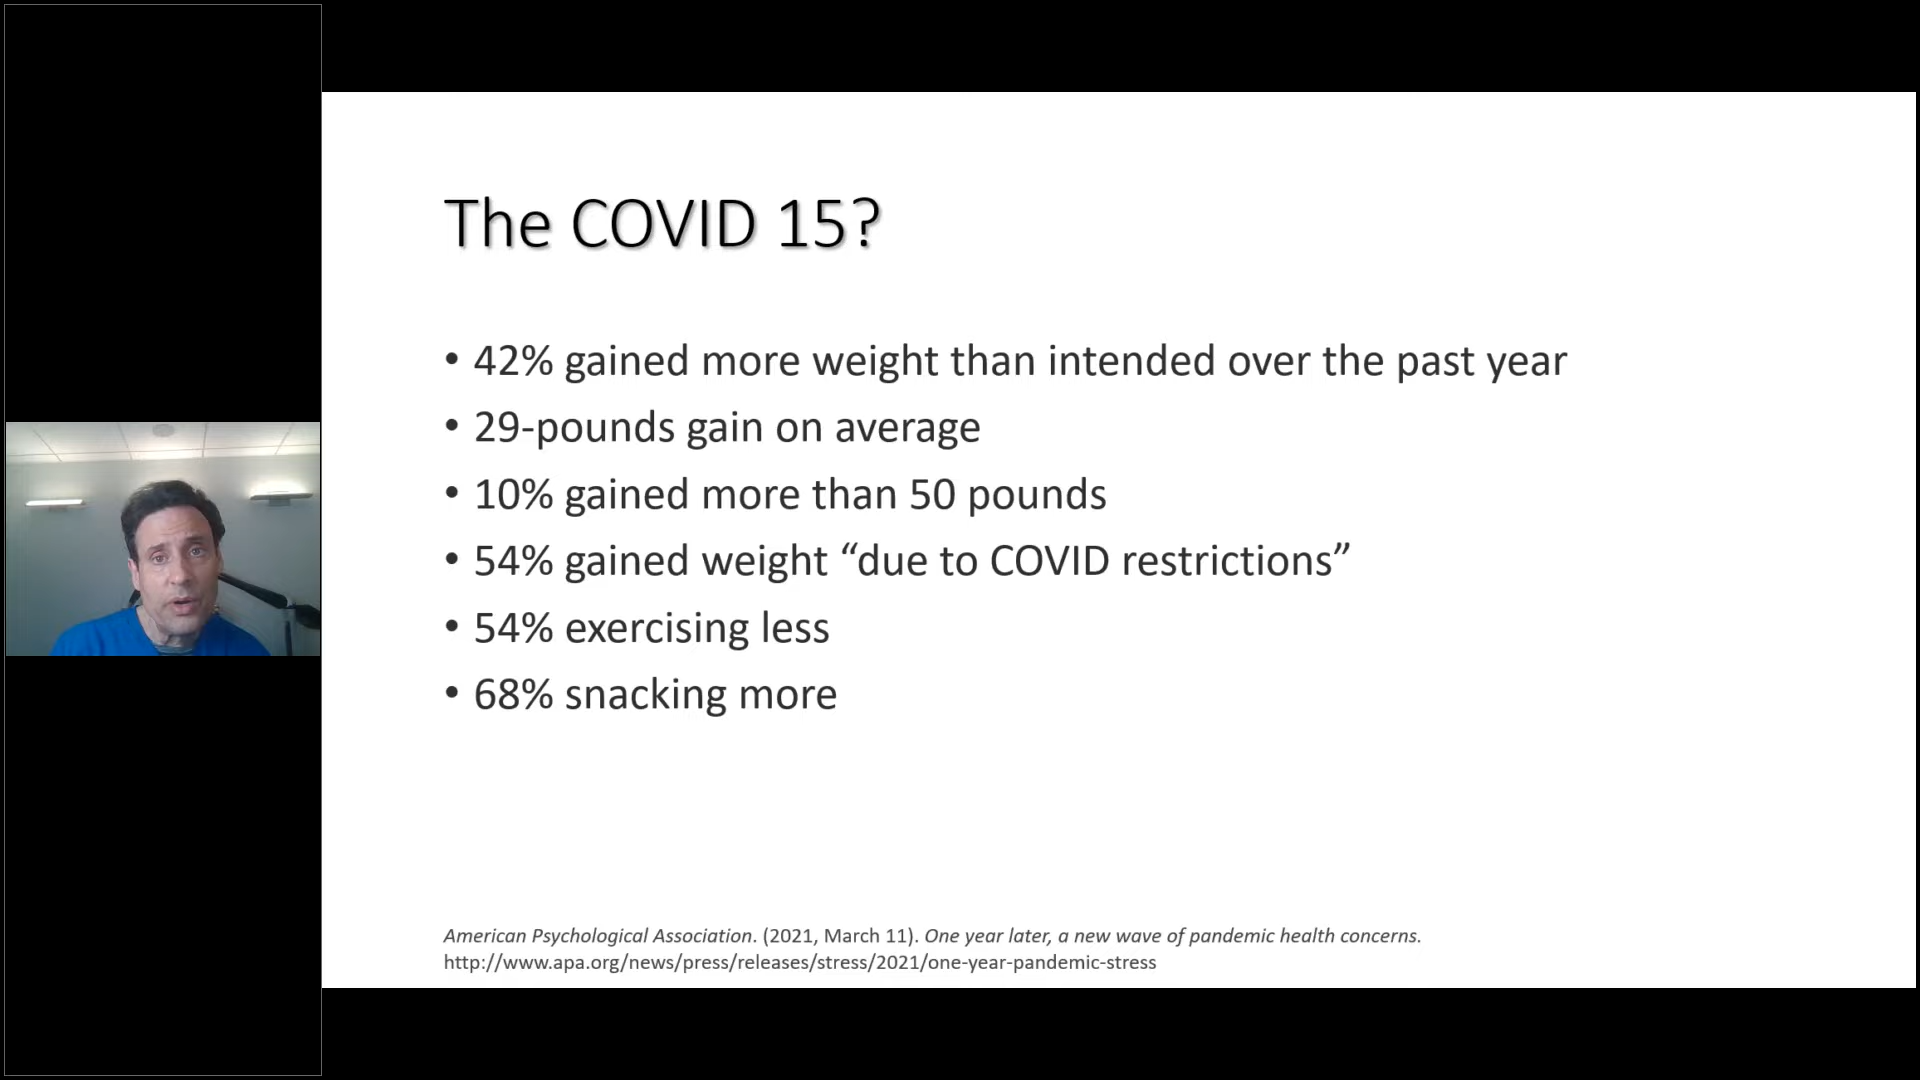 The COVID 15?
• 42% gained more weight than intended over the past year
• 29-pounds gain on average
• 10% gained more than 50 pounds
• 54% gained weight “due to COVID restrictions”
• 54% exercising less
• 68% snacking more
American Psychological Association. (2021, March 11). One year later, a new wave of pandemic health concerns.
http://www.apa.org/news/press/releases/stress/2021/one-year-pandemic-stress